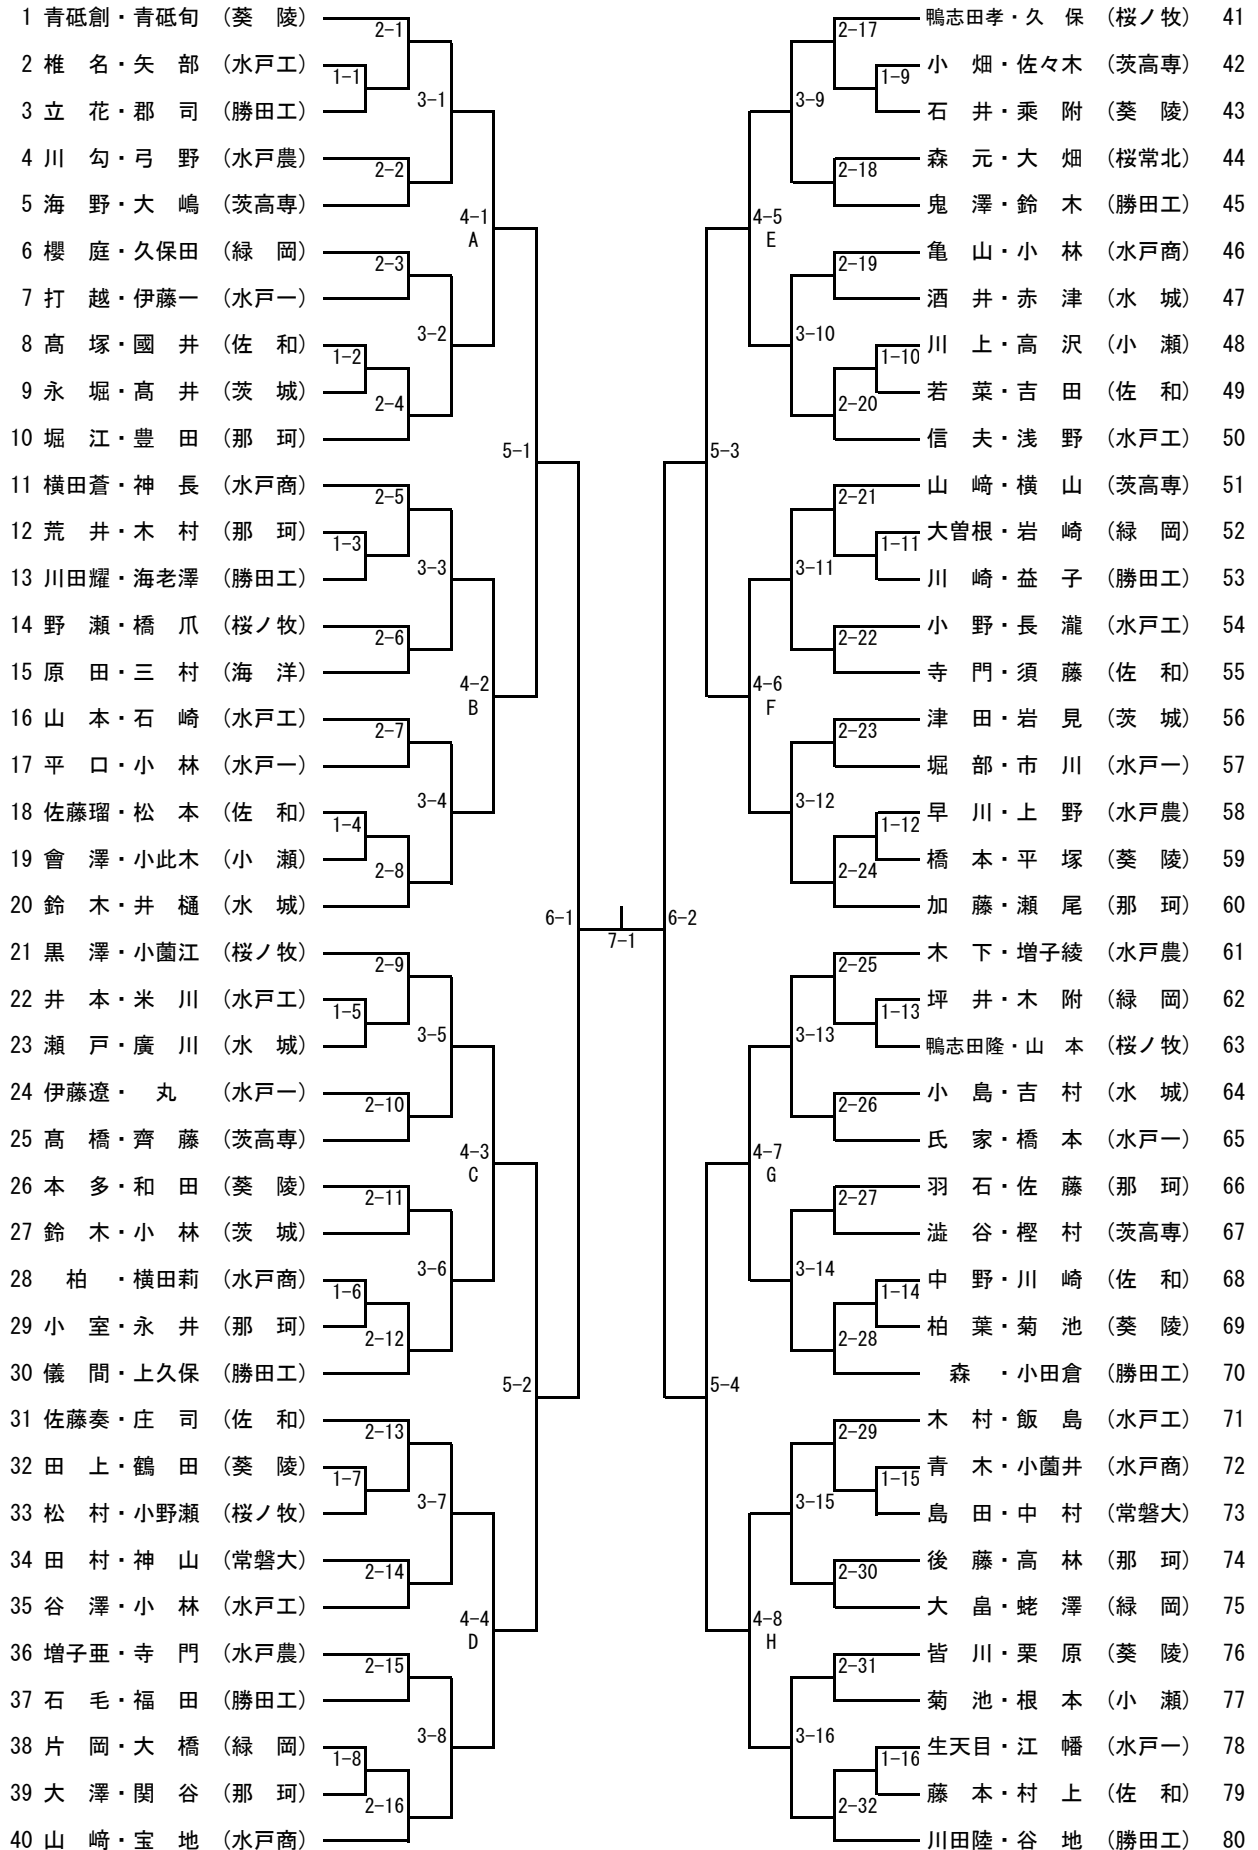 1 青砥創・青砥旬 （葵　陵）
2 椎　名・矢　部 （水戸工）
3 立　花・郡　司 （勝田工）
4 川　勾・弓　野 （水戸農）
5 海　野・大　嶋 （茨高専）
6 櫻　庭・久保田 （緑　岡）
7 打　越・伊藤一 （水戸一）
8 髙　塚・國　井 （佐　和）
9 永　堀・髙　井 （茨　城）
10 堀　江・豊　田 （那　珂）
11 横田蒼・神　長 （水戸商）
12 荒　井・木　村 （那　珂）
13 川田耀・海老澤 （勝田工）
14 野　瀬・橋　爪 （桜ノ牧）
15 原　田・三　村 （海　洋）
16 山　本・石　崎 （水戸工）
17 平　口・小　林 （水戸一）
18 佐藤瑠・松　本 （佐　和）
19 會　澤・小此木 （小　瀬）
20 鈴　木・井　樋 （水　城）
21 黒　澤・小薗江 （桜ノ牧）
22 井　本・米　川 （水戸工）
23 瀬　戸・廣　川 （水　城）
24 伊藤遼・　丸　 （水戸一）
25 髙　橋・齊　藤 （茨高専）
26 本　多・和　田 （葵　陵）
27 鈴　木・小　林 （茨　城）
28 　柏　・横田莉 （水戸商）
29 小　室・永　井 （那　珂）
30 儀　間・上久保 （勝田工）
31 佐藤奏・庄　司 （佐　和）
32 田　上・鶴　田 （葵　陵）
33 松　村・小野瀬 （桜ノ牧）
34 田　村・神　山 （常磐大）
35 谷　澤・小　林 （水戸工）
36 増子亜・寺　門 （水戸農）
37 石　毛・福　田 （勝田工）
38 片　岡・大　橋 （緑　岡）
39 大　澤・関　谷 （那　珂）
40 山　﨑・宝　地 （水戸商）
1-1
1-2
1-3
1-4
1-5
1-6
1-7
1-8
2-1
2-2
2-3
2-4
2-5
2-6
2-7
2-8
2-9
2-10
2-11
2-12
2-13
2-14
2-15
2-16
3-1
3-2
3-3
3-4
3-5
3-6
3-7
3-8
4-1
A
4-2
B
4-3
C
4-4
D
5-1
5-2
6-1
7-1
6-2
5-3
5-4
4-5
E
4-6
F
4-7
G
4-8
H
3-9
3-10
3-11
3-12
3-13
3-14
3-15
3-16
2-17
2-18
2-19
2-20
2-21
2-22
2-23
2-24
2-25
2-26
2-27
2-28
2-29
2-30
2-31
2-32
1-9
1-10
1-11
1-12
1-13
1-14
1-15
1-16
鴨志田孝・久　保 （桜ノ牧） 41
小　畑・佐々木 （茨高専） 42
石　井・乗　附 （葵　陵） 43
森　元・大　畑 （桜常北） 44
鬼　澤・鈴　木 （勝田工） 45
亀　山・小　林 （水戸商） 46
酒　井・赤　津 （水　城） 47
川　上・高　沢 （小　瀬） 48
若　菜・吉　田 （佐　和） 49
信　夫・浅　野 （水戸工） 50
山　﨑・横　山 （茨高専） 51
大曽根・岩　崎 （緑　岡） 52
川　崎・益　子 （勝田工） 53
小　野・長　瀧 （水戸工） 54
寺　門・須　藤 （佐　和） 55
津　田・岩　見 （茨　城） 56
堀　部・市　川 （水戸一） 57
早　川・上　野 （水戸農） 58
橋　本・平　塚 （葵　陵） 59
加　藤・瀬　尾 （那　珂） 60
木　下・増子綾 （水戸農） 61
坪　井・木　附 （緑　岡） 62
鴨志田隆・山　本 （桜ノ牧） 63
小　島・吉　村 （水　城） 64
氏　家・橋　本 （水戸一） 65
羽　石・佐　藤 （那　珂） 66
澁　谷・樫　村 （茨高専） 67
中　野・川　崎 （佐　和） 68
柏　葉・菊　池 （葵　陵） 69
　森　・小田倉 （勝田工） 70
木　村・飯　島 （水戸工） 71
青　木・小薗井 （水戸商） 72
島　田・中　村 （常磐大） 73
後　藤・高　林 （那　珂） 74
大　畠・蛯　澤 （緑　岡） 75
皆　川・栗　原 （葵　陵） 76
菊　池・根　本 （小　瀬） 77
生天目・江　幡 （水戸一） 78
藤　本・村　上 （佐　和） 79
川田陸・谷　地 （勝田工） 80